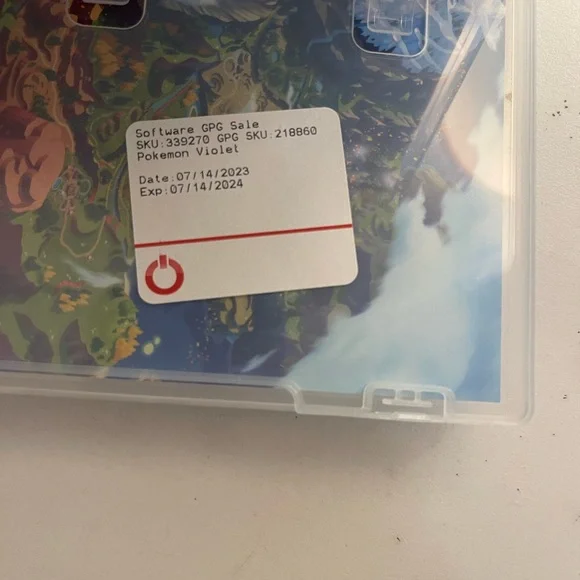 Software GPG Sale
SKU:339270 GPG SKU:218860
Pokemon Violet
Date:07/14/2023
Exp:07/14/2024